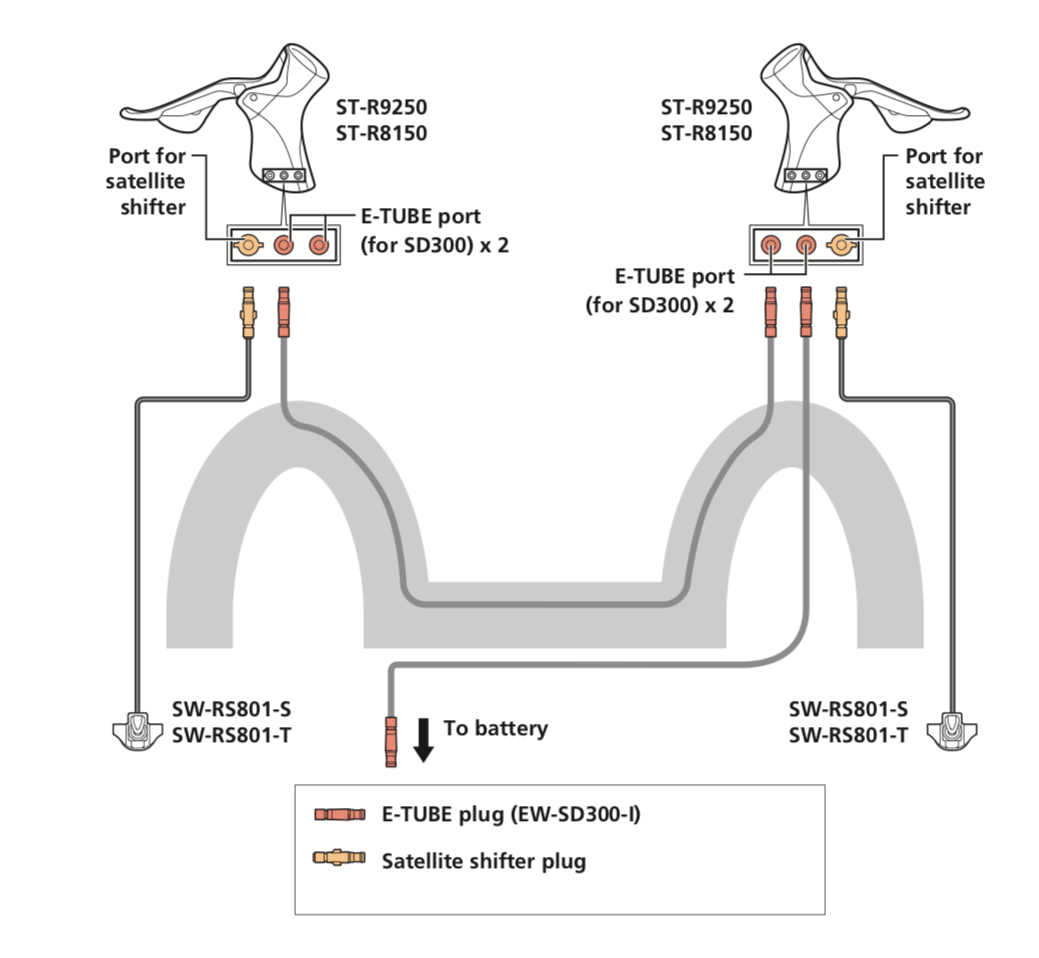 ST-R9250
ST-R8150
ST-R9250
ST-R8150
Port for
satellite
shifter
Port for
satellite
shifter
E-TUBE port
(for SD300) x 2
E-TUBE port
(for SD300) x 2
SW-RS801-S
SW-RS801-T
To battery
SW-RS801-S
SW-RS801-T
E-TUBE plug (EW-SD300-I)
Satellite shifter plug